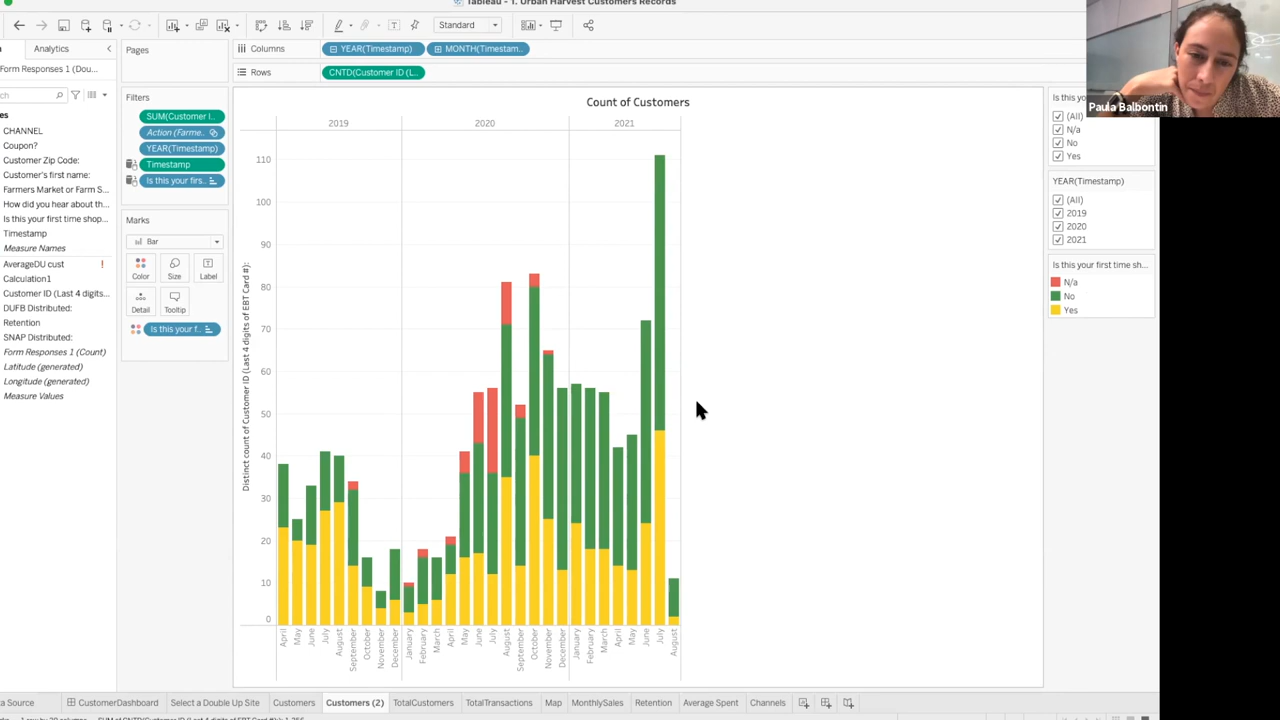 Tableau - 1. Urban Harvest Customers Records
Standard
Analytics
Pages
Columns
YEAR(Timestamp)
MONTH(Timestam..
Form Responses 1 (Dou...
Rows
CNTD(Customer ID (L..
Filters
SUM(Customer I..
Action (Farme..
YEAR(Timestamp)
Timestamp
Is this your firs..
CHANNEL
Coupon?
Customer Zip Code:
Customer's first name:
Farmers Market or Farm S...
How did you hear about th...
Is this your first time shop...
Timestamp
Measure Names
AverageDU cust !
Calculation1
Customer ID (Last 4 digits...
DUFB Distributed:
Retention
SNAP Distributed:
Form Responses 1 (Count)
Latitude (generated)
Longitude (generated)
Measure Values
Marks
Bar
Color
Size
Label
Detail
Tooltip
Is this your f..
Count of Customers
2019
2020
2021
110
100
90
80
70
60
50
40
30
20
10
0
Distinct count of Customer ID (Last 4 digits of EBT Card #):
April
May
June
July
August
September
October
November
December
January
February
March
April
May
June
July
August
September
October
November
December
January
February
March
April
May
June
July
August
Paula Balbontin
Is this yo
(All)
N/a
No
Yes
YEAR(Timestamp)
(All)
2019
2020
2021
Is this your first time sh...
N/a
No
Yes
ta Source
CustomerDashboard
Select a Double Up Site
Customers
Customers (2)
TotalCustomers
TotalTransactions
Map
MonthlySales
Retention
Average Spent
Channels